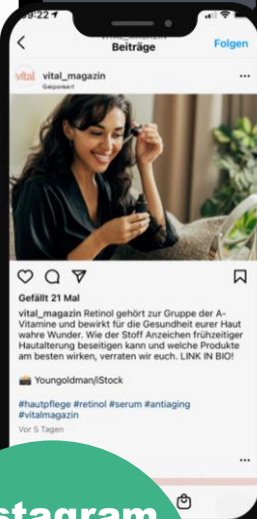 9:22
Beiträge
Folgen
vital
vital_magazin
Gesponsert
Gefällt 21 Mal
vital_magazin Retinol gehört zur Gruppe der A-
Vitamine und bewirkt für die Gesundheit eurer Haut
wahre Wunder. Wie der Stoff Anzeichen frühzeitiger
Hautalterung beseitigen kann und welche Produkte
am besten wirken, verraten wir euch. LINK IN BIO!
📸 Youngoldman/iStock
#hautpflege #retinol #serum #antiaging
#vitalmagazin
Vor 5 Tagen
stagram